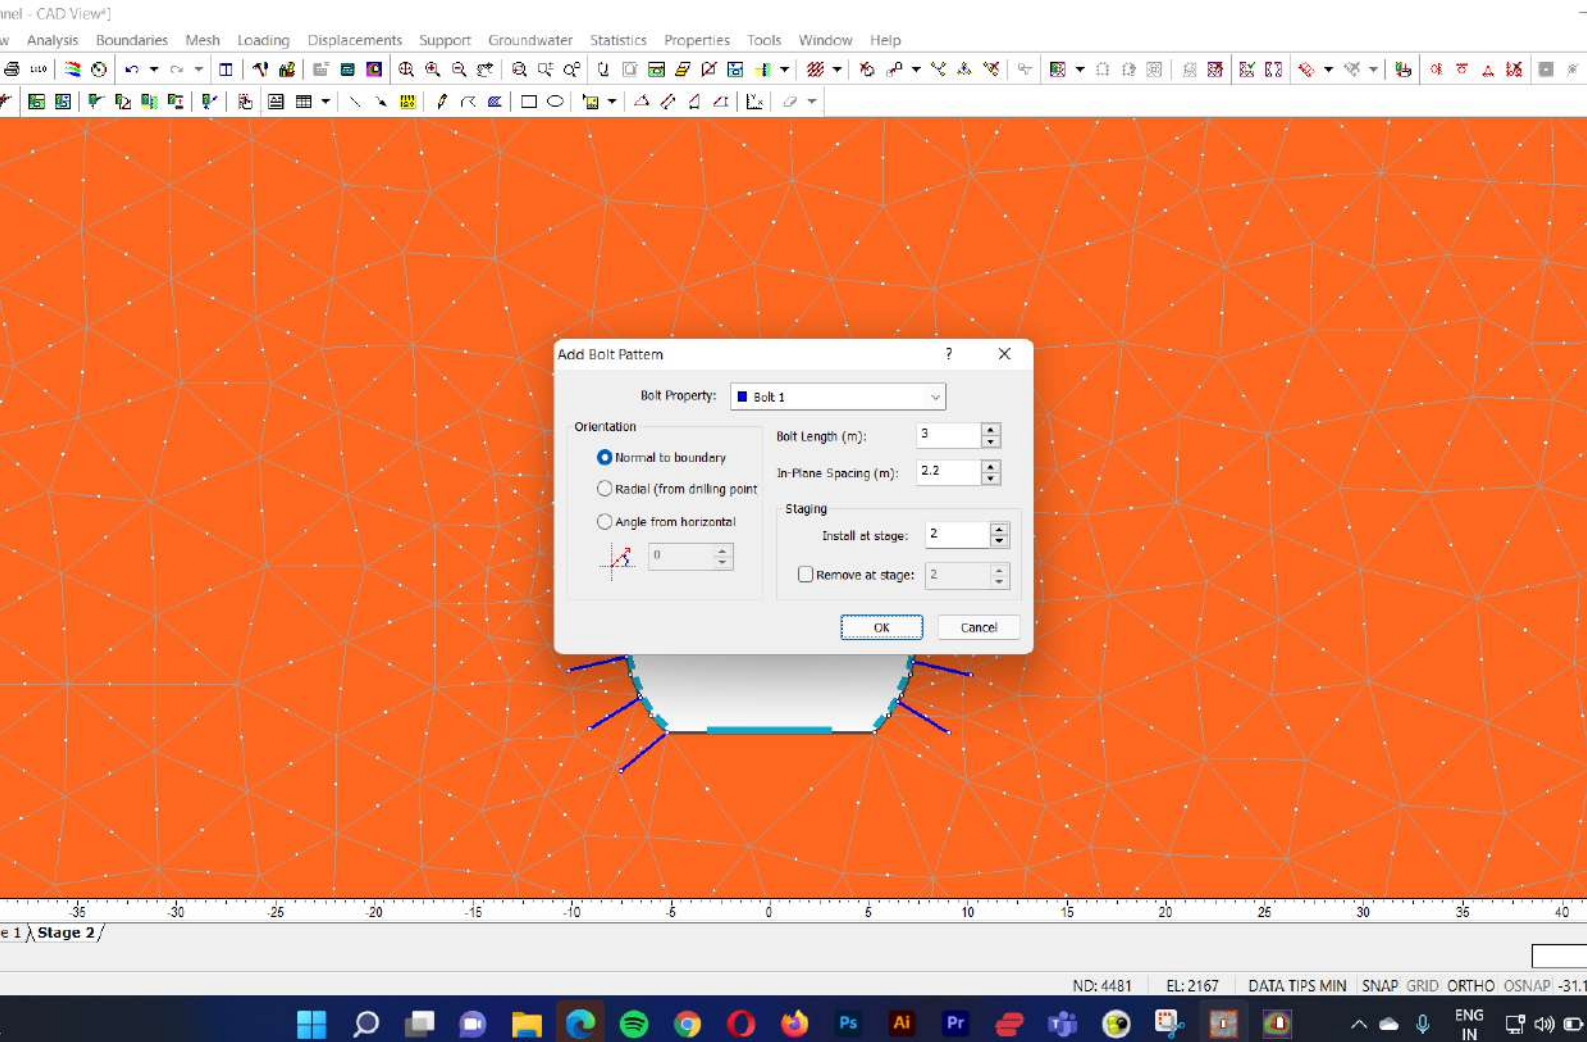 nnel - CAD View*]
w Analysis Boundaries Mesh Loading Displacements Support Groundwater Statistics Properties Tools Window Help
Add Bolt Pattern ? X
Bolt Property: Bolt 1
Orientation
Normal to boundary
Radial (from drilling point
Angle from horizontal
0
Bolt Length (m): 3
In-Plane Spacing (m): 2.2
Staging
Install at stage: 2
Remove at stage: 2
OK Cancel
-35 -30 -25 -20 -15 -10 -5 0 5 10 15 20 25 30 35 40
e 1 Stage 2
ND: 4481 EL: 2167 DATA TIPS MIN SNAP GRID ORTHO OSNAP -31.1
Ps Ai Pr ENG
IN